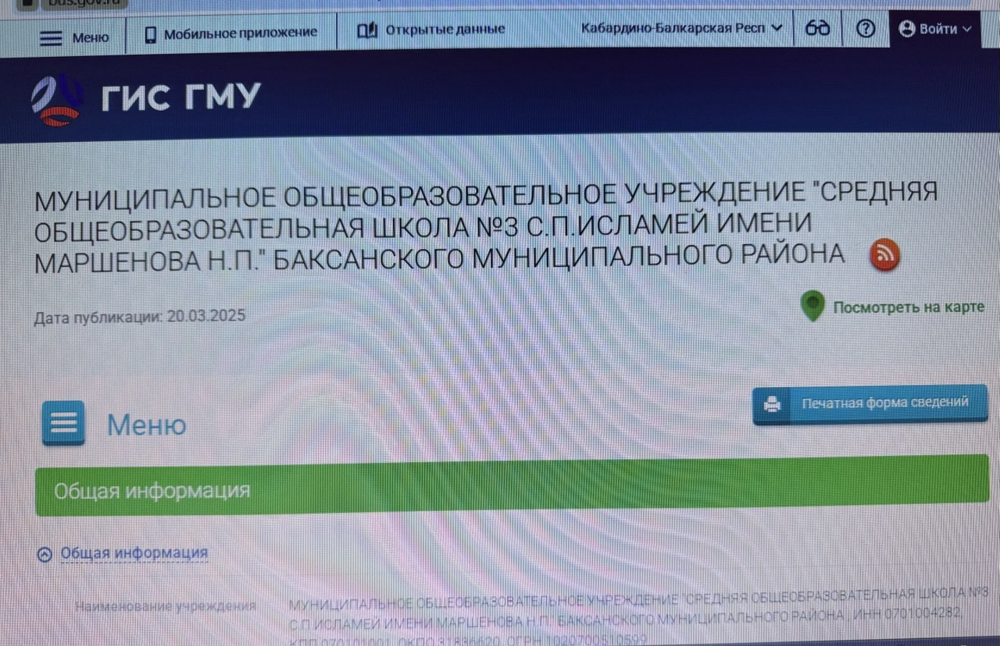 bus.gov.ru
Меню
Мобильное приложение
Открытые данные
Кабардино-Балкарская Респ
Войти
ГИС ГМУ
МУНИЦИПАЛЬНОЕ ОБЩЕОБРАЗОВАТЕЛЬНОЕ УЧРЕЖДЕНИЕ "СРЕДНЯЯ
ОБЩЕОБРАЗОВАТЕЛЬНАЯ ШКОЛА №3 С.П.ИСЛАМЕЙ ИМЕНИ
МАРШЕНОВА Н.П." БАКСАНСКОГО МУНИЦИПАЛЬНОГО РАЙОНА
Дата публикации: 20.03.2025
Посмотреть на карте
Меню
Печатная форма сведений
Общая информация
Общая информация
Наименование учреждения
МУНИЦИПАЛЬНОЕ ОБЩЕОБРАЗОВАТЕЛЬНОЕ УЧРЕЖДЕНИЕ "СРЕДНЯЯ ОБЩЕОБРАЗОВАТЕЛЬНАЯ ШКОЛА №3
С.П.ИСЛАМЕЙ ИМЕНИ МАРШЕНОВА Н.П." БАКСАНСКОГО МУНИЦИПАЛЬНОГО РАЙОНА , ИНН 0701004282,
КПП 070101001, ОКПО 31836620, ОГРН 1020700510599